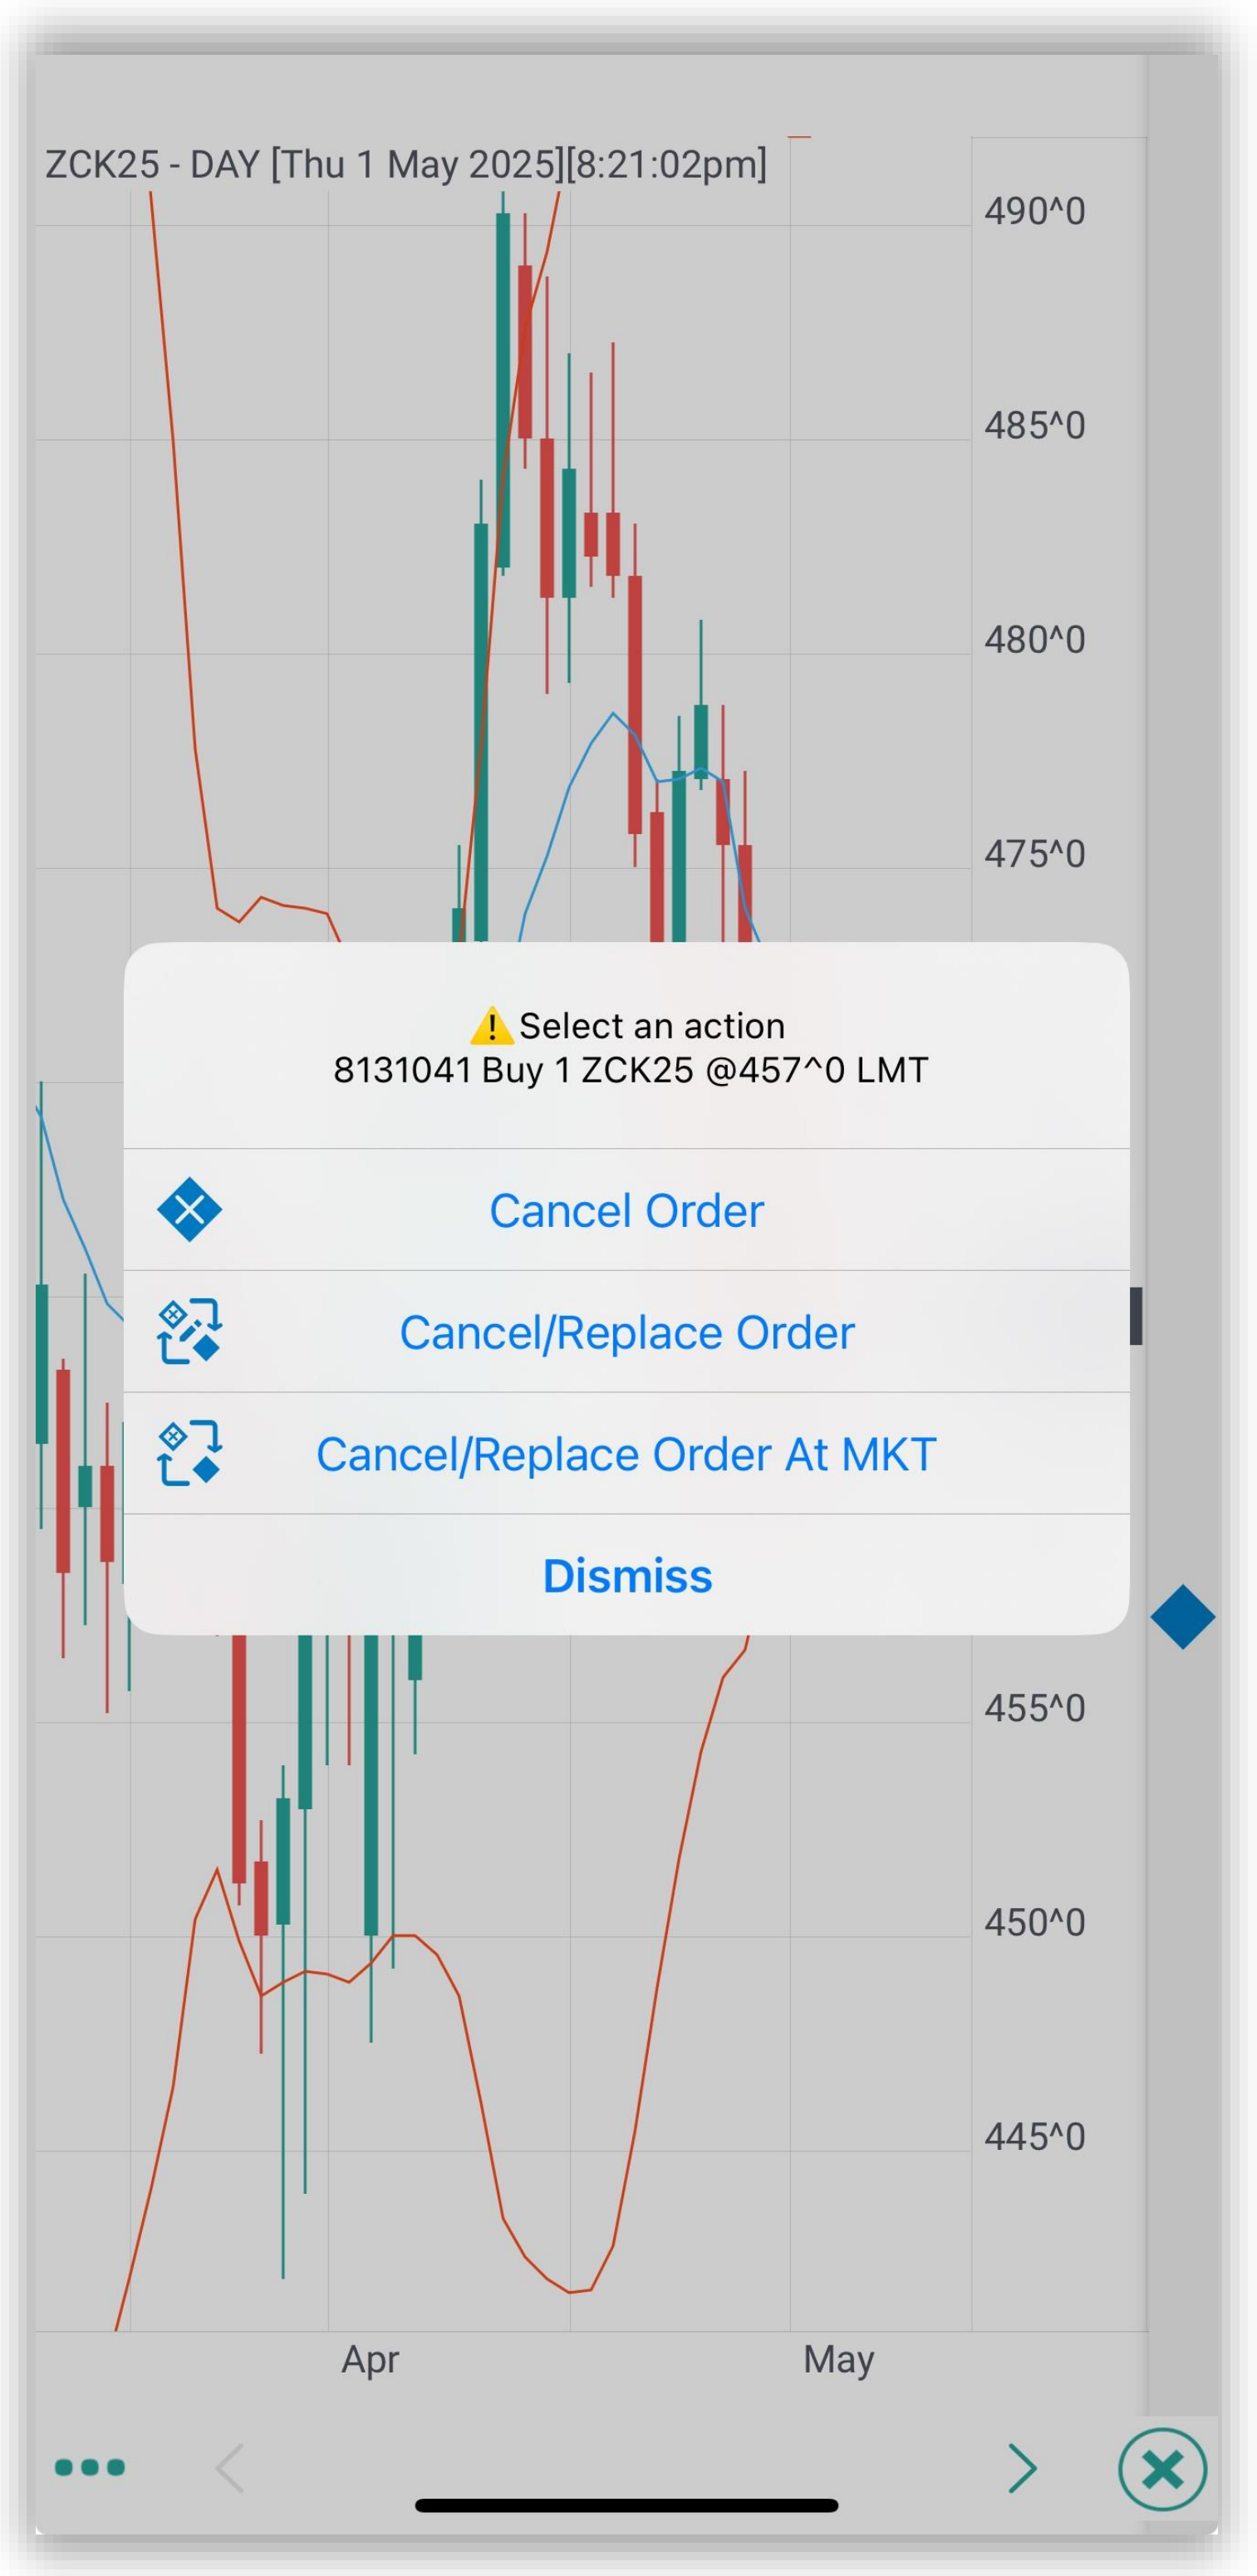 ZCK25 - DAY [Thu 1 May 2025][8:21:02pm]
490^0
485^0
480^0
475^0
⚠️Select an action
8131041 Buy 1 ZCK25 @457^0 LMT
Cancel Order
Cancel/Replace Order
Cancel/Replace Order At MKT
Dismiss
455^0
450^0
445^0
Apr May